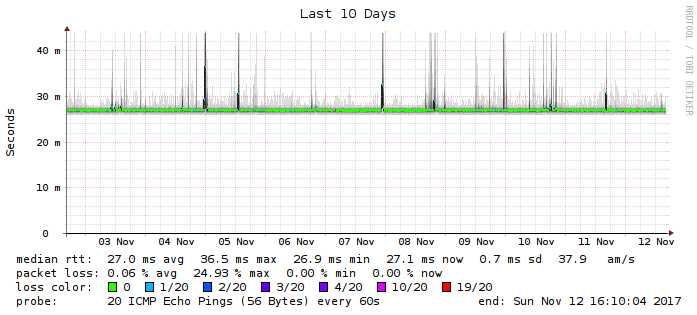 Last 10 Days
RRDTOOL / TOBI OETIKER
Seconds
40 m
30 m
20 m
10 m
0
03 Nov 04 Nov 05 Nov 06 Nov 07 Nov 08 Nov 09 Nov 10 Nov 11 Nov 12 Nov
median rtt: 27.0 ms avg 36.5 ms max 26.9 ms min 27.1 ms now 0.7 ms sd 37.9 am/s
packet loss: 0.06 % avg 24.93 % max 0.00 % min 0.00 % now
loss color: 0 1/20 2/20 3/20 4/20 10/20 19/20
probe: 20 ICMP Echo Pings (56 Bytes) every 60s end: Sun Nov 12 16:10:04 2017